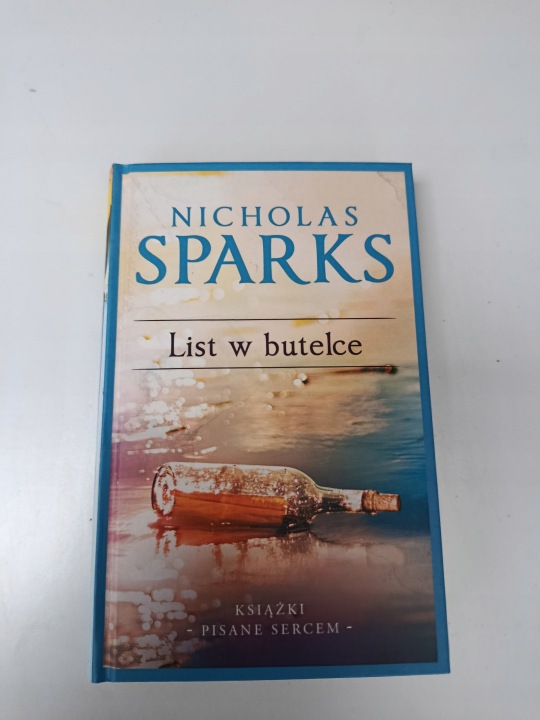 NICHOLAS
SPARKS
List w butelce
KSIĄŻKI
- PISANE SERCEM -